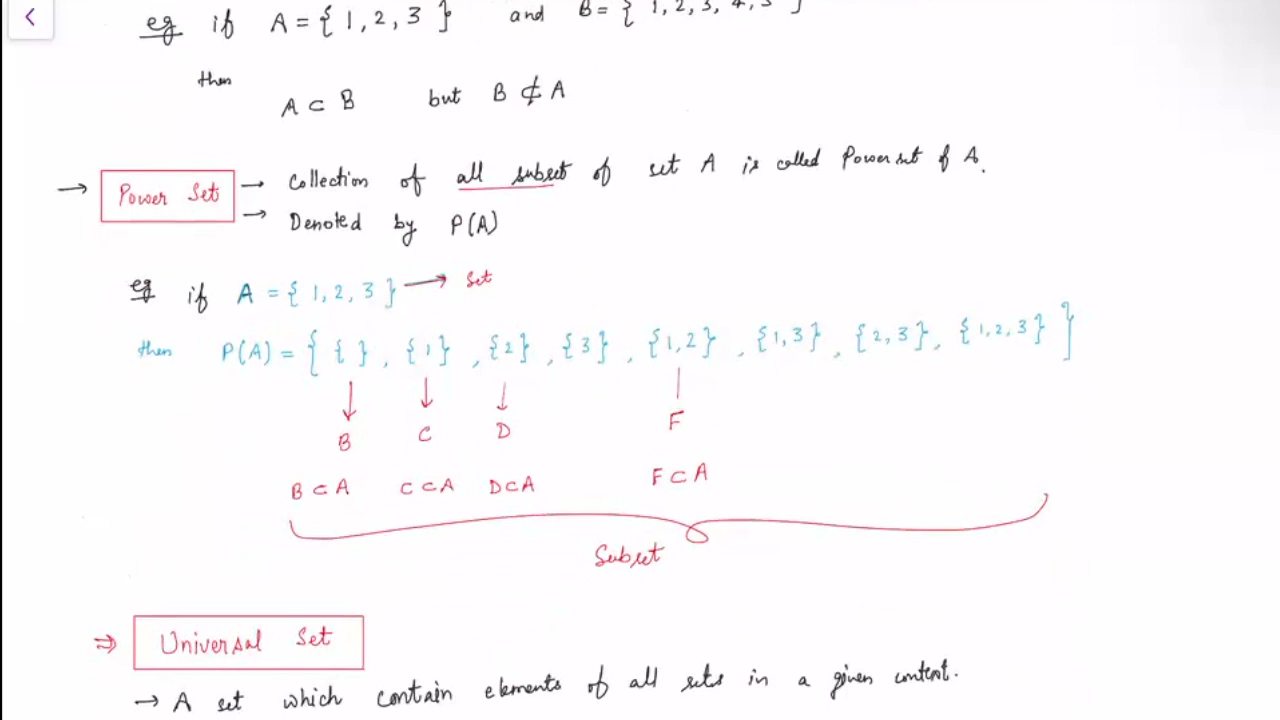 eg if A = { 1, 2, 3 } and B = { 1, 2, 3, 4, 5 }
then
A ⊂ B but B ⊄ A
→ Power Set → Collection of all subset of set A is called Power set of A.
→ Denoted by P(A)
eg if A = { 1, 2, 3 } → Set
then P(A) = { { } , {1} , {2} , {3} , {1,2} , {1,3} , {2,3} , {1,2,3} }
B C D F
B ⊂ A C ⊂ A D ⊂ A F ⊂ A
Subset
⇒ Universal Set
→ A set which contain elements of all sets in a given content.